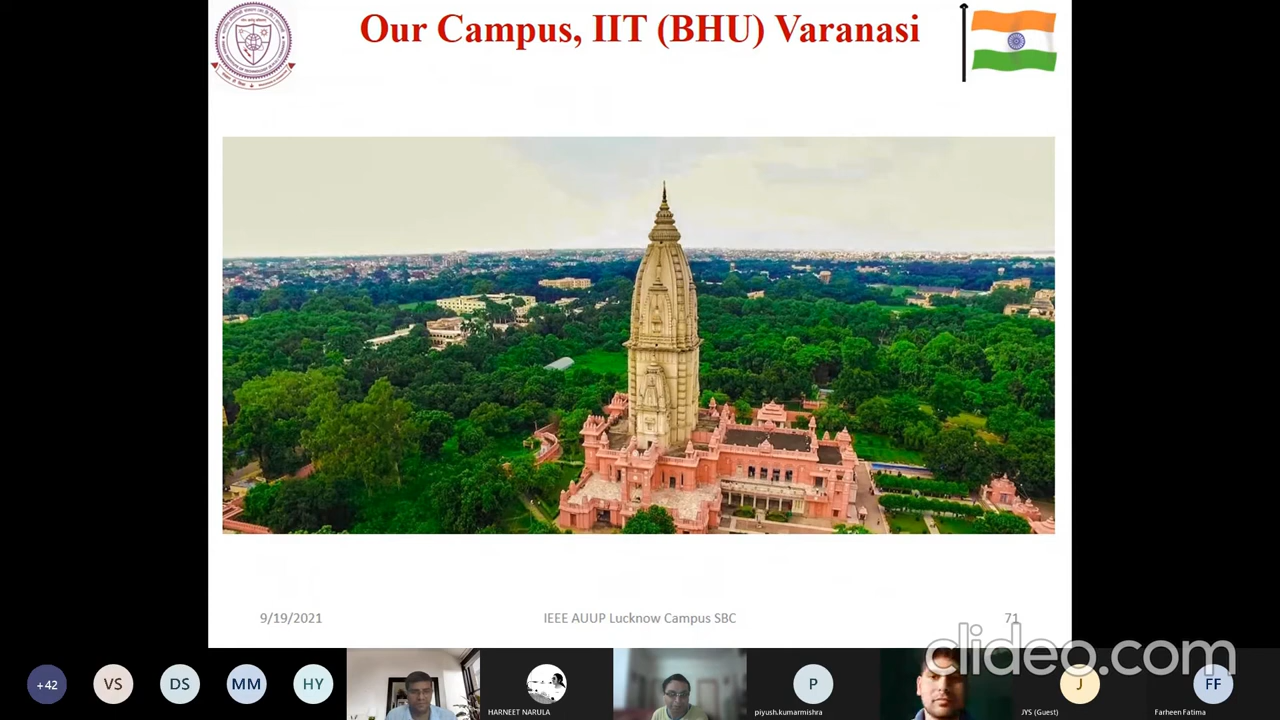 Our Campus, IIT (BHU) Varanasi
9/19/2021
IEEE AUUP Lucknow Campus SBC
71
clideo.com
+42
VS
DS
MM
HY
HARNEET NARULA
P
piyush.kumarmishra
J
JYS (Guest)
FF
Farheen Fatima